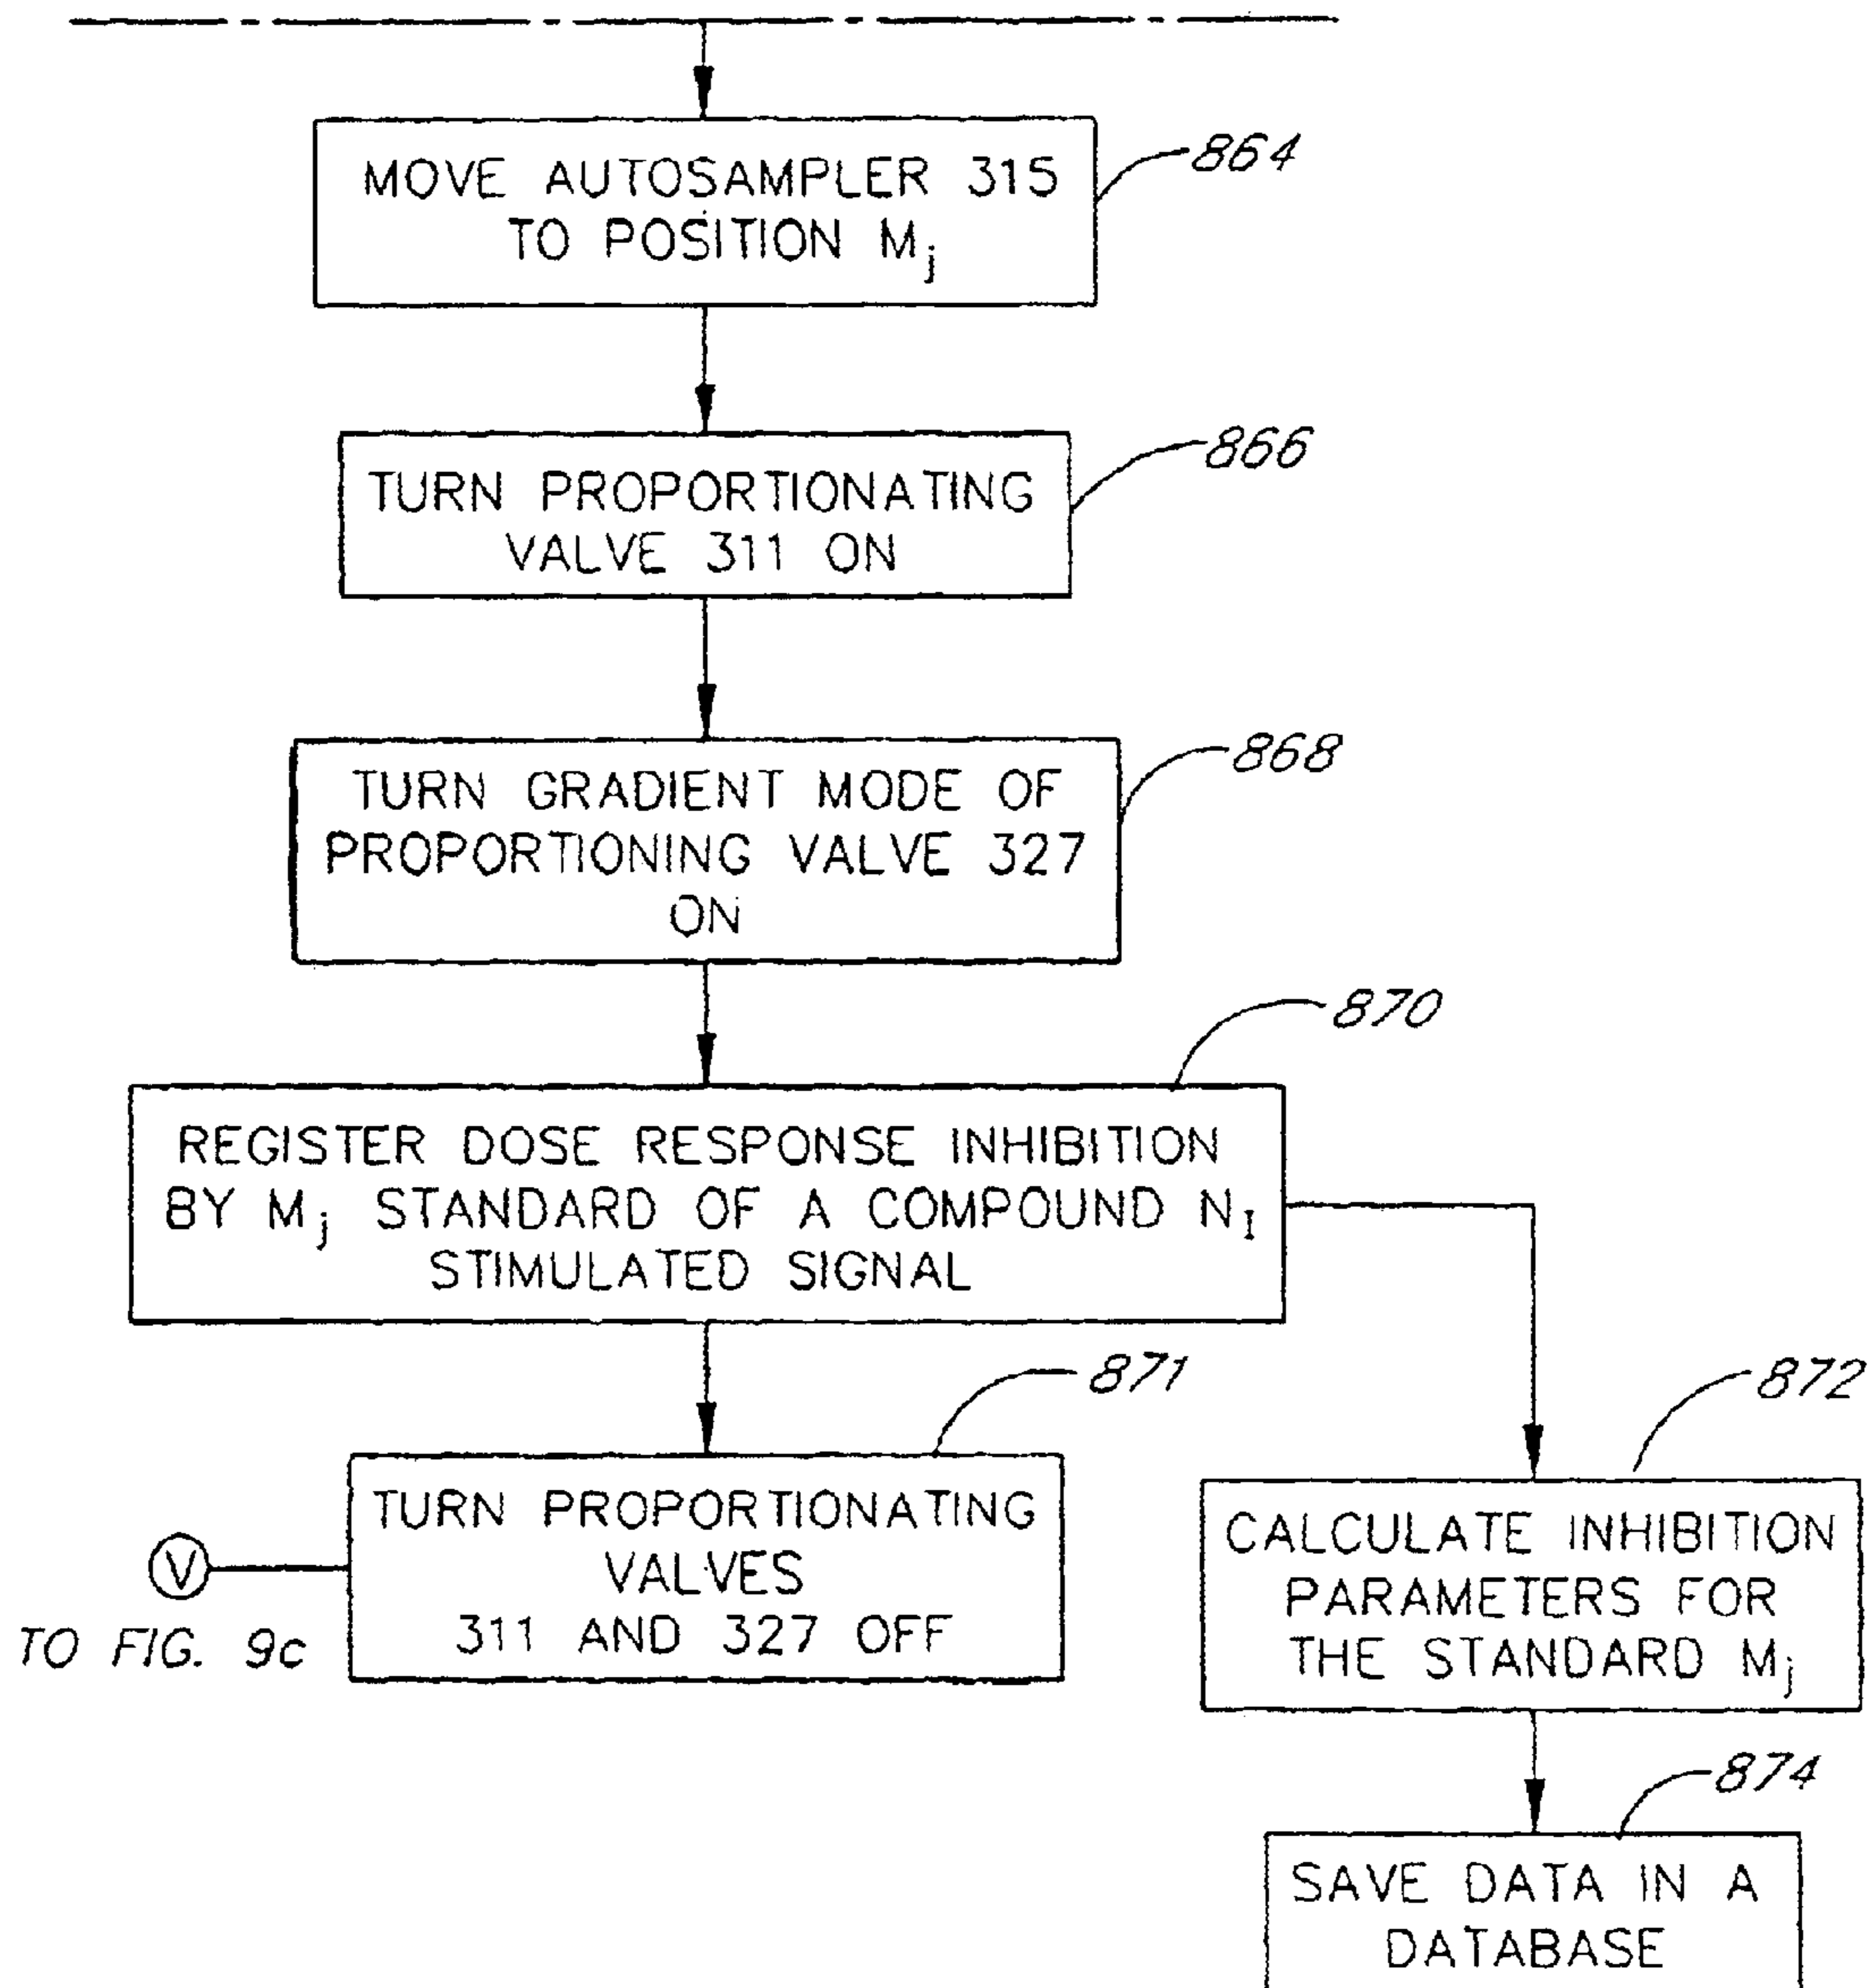 MOVE AUTOSAMPLER 315
TO POSITION Mj
864
TURN PROPORTIONATING
VALVE 311 ON
866
TURN GRADIENT MODE OF
PROPORTIONING VALVE 327
ON
868
870
REGISTER DOSE RESPONSE INHIBITION
BY Mj STANDARD OF A COMPOUND NI
STIMULATED SIGNAL
871
TURN PROPORTIONATING
VALVES
311 AND 327 OFF
V
TO FIG. 9c
872
CALCULATE INHIBITION
PARAMETERS FOR
THE STANDARD Mj
874
SAVE DATA IN A
DATABASE